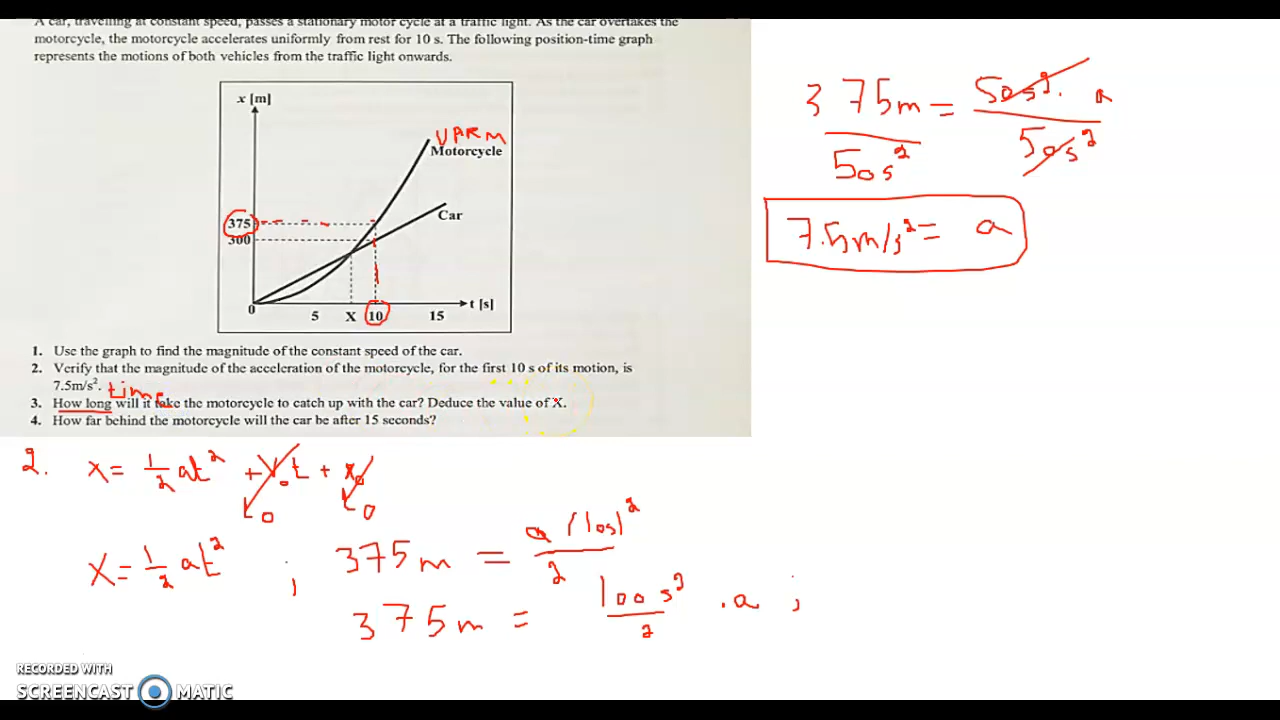 A car, travelling at constant speed, passes a stationary motor cycle at a traffic light. As the car overtakes the
motorcycle, the motorcycle accelerates uniformly from rest for 10 s. The following position-time graph
represents the motions of both vehicles from the traffic light onwards.
x [m]
UARM
Motorcycle
Car
375
300
0
5 X 10 15
t [s]
1. Use the graph to find the magnitude of the constant speed of the car.
2. Verify that the magnitude of the acceleration of the motorcycle, for the first 10 s of its motion, is
7.5m/s².
time
3. How long will it take the motorcycle to catch up with the car? Deduce the value of X.
4. How far behind the motorcycle will the car be after 15 seconds?
2. x = 1/2 at² + V₀t + x₀
0 0
X = 1/2 at² ; 375m = a(10s)²/2
375m = 100s²/2 . a ;
375m/50s² = 50s². a/50s²
7.5m/s² = a
RECORDED WITH
SCREENCAST MATIC